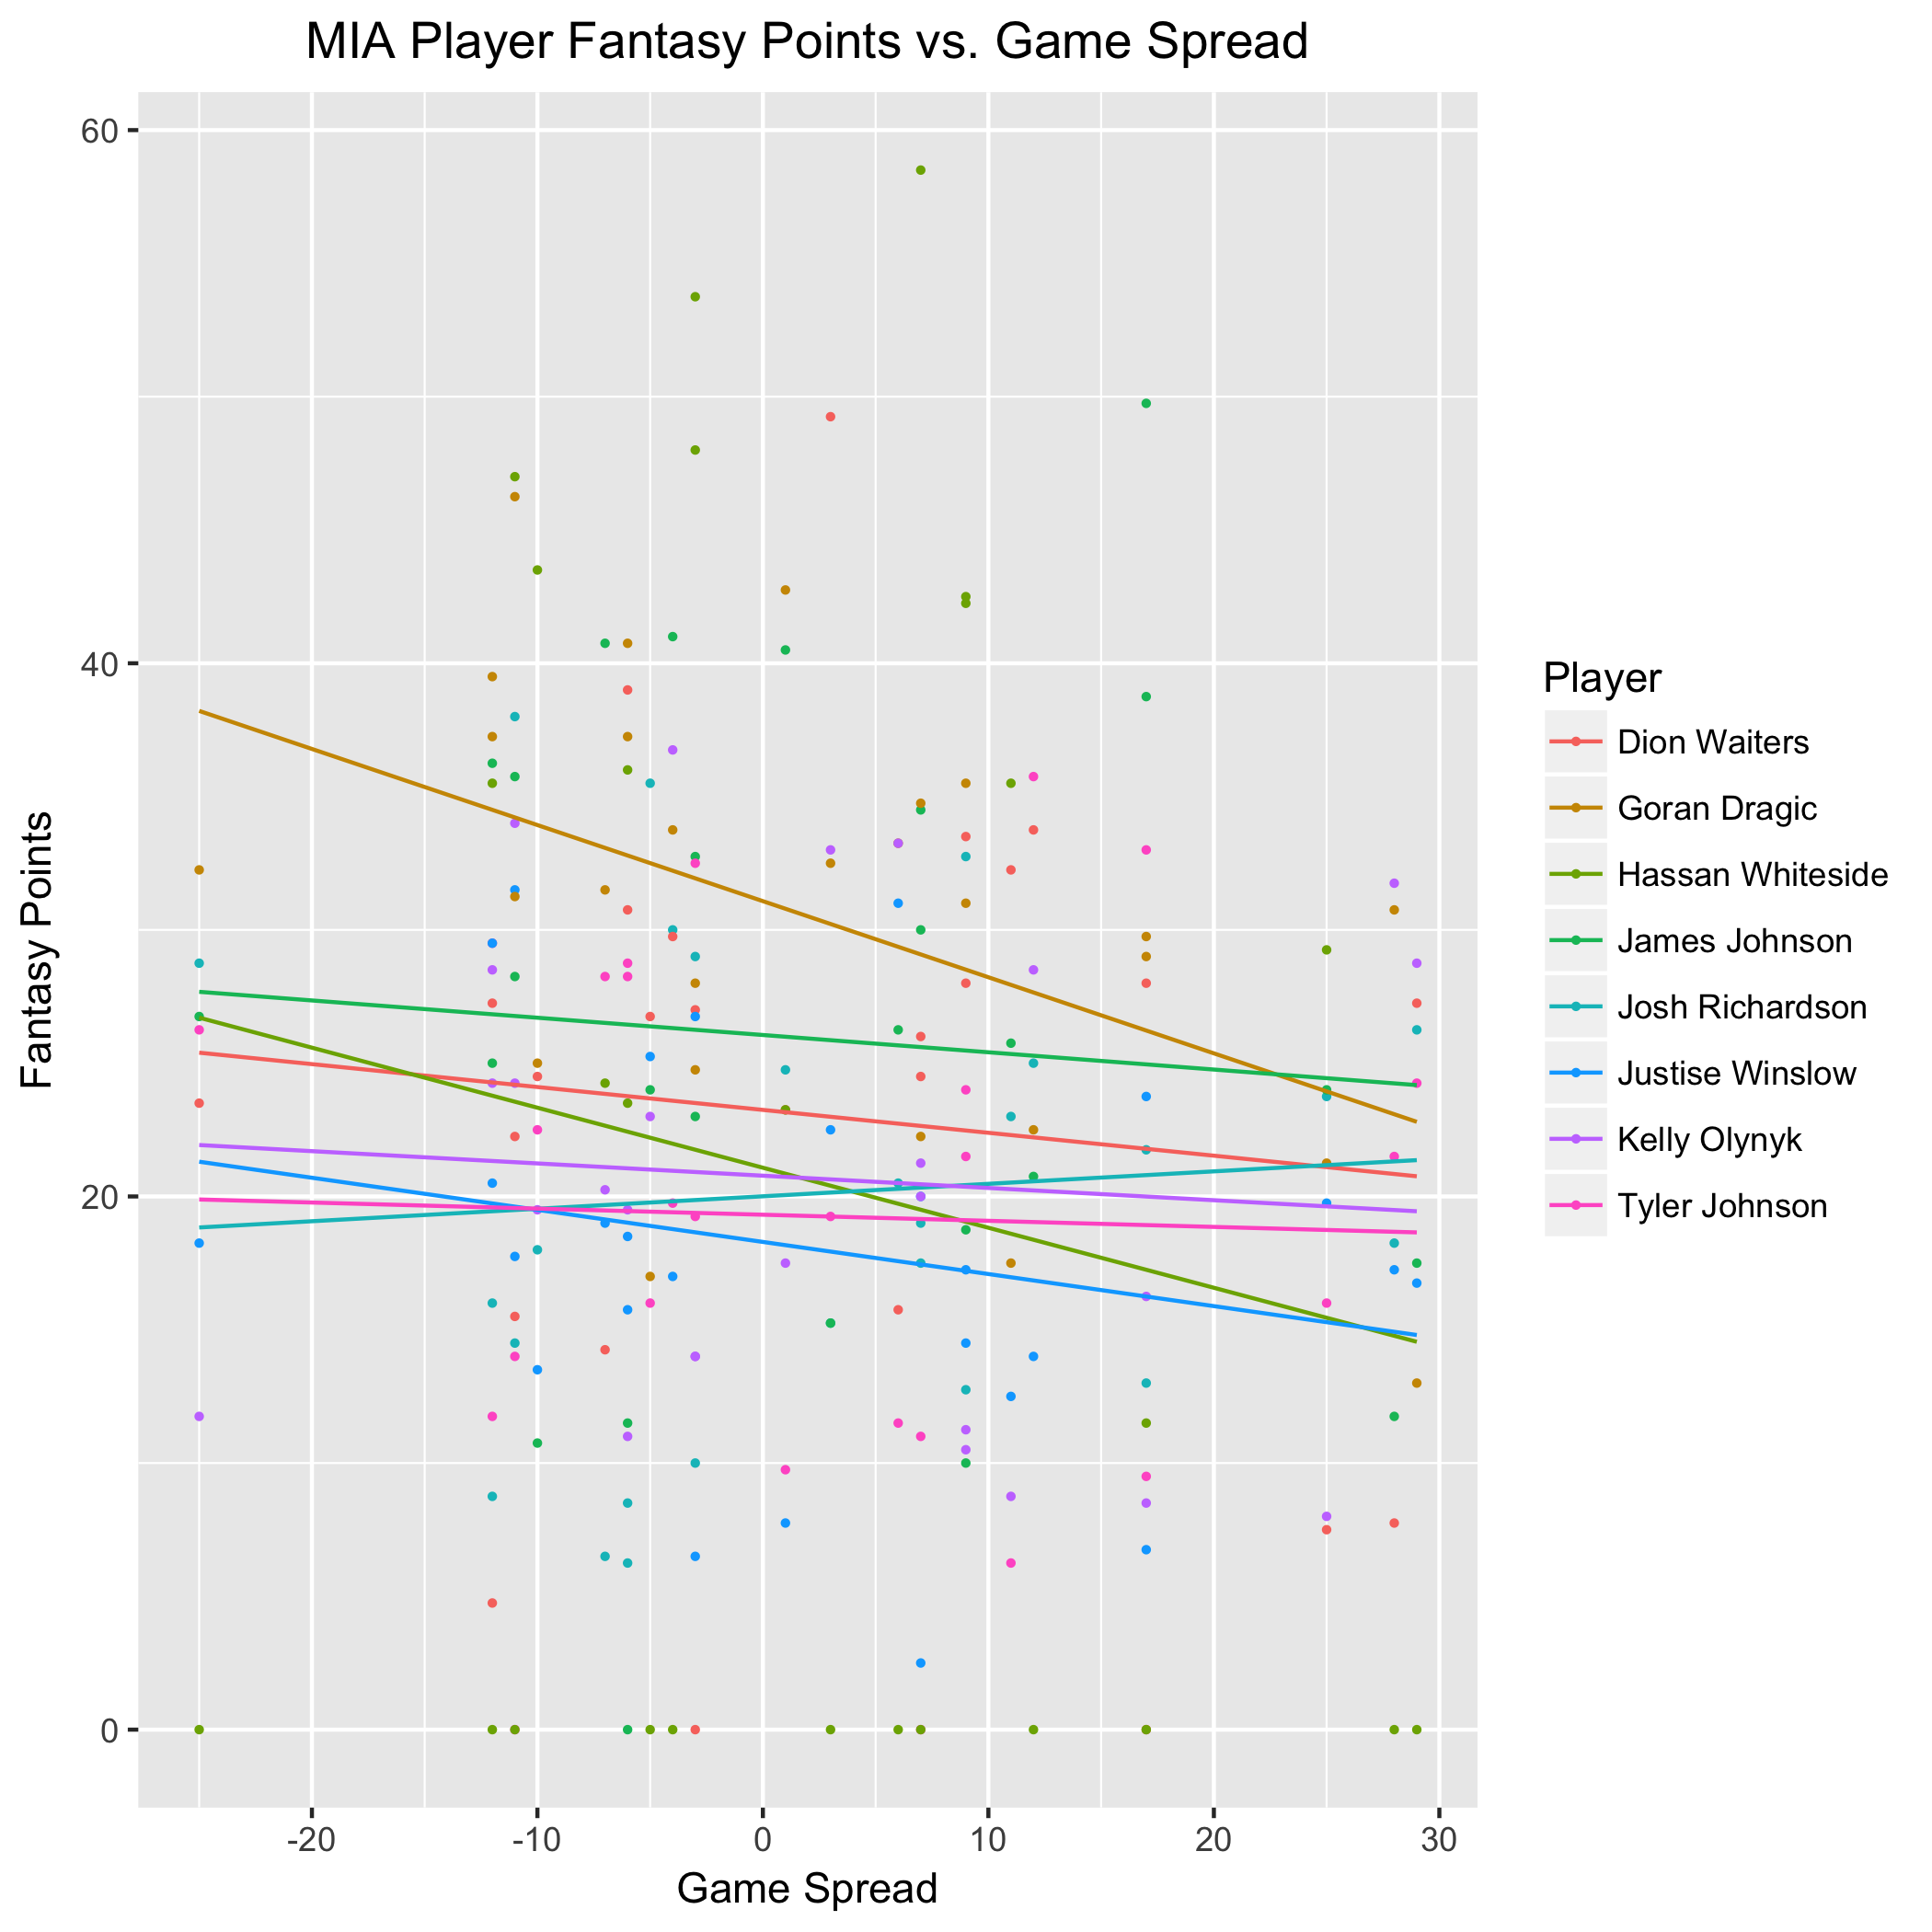 MIA Player Fantasy Points vs. Game Spread
60
40
20
0
Fantasy Points
-20 -10 0 10 20 30
Game Spread
Player
Dion Waiters
Goran Dragic
Hassan Whiteside
James Johnson
Josh Richardson
Justise Winslow
Kelly Olynyk
Tyler Johnson